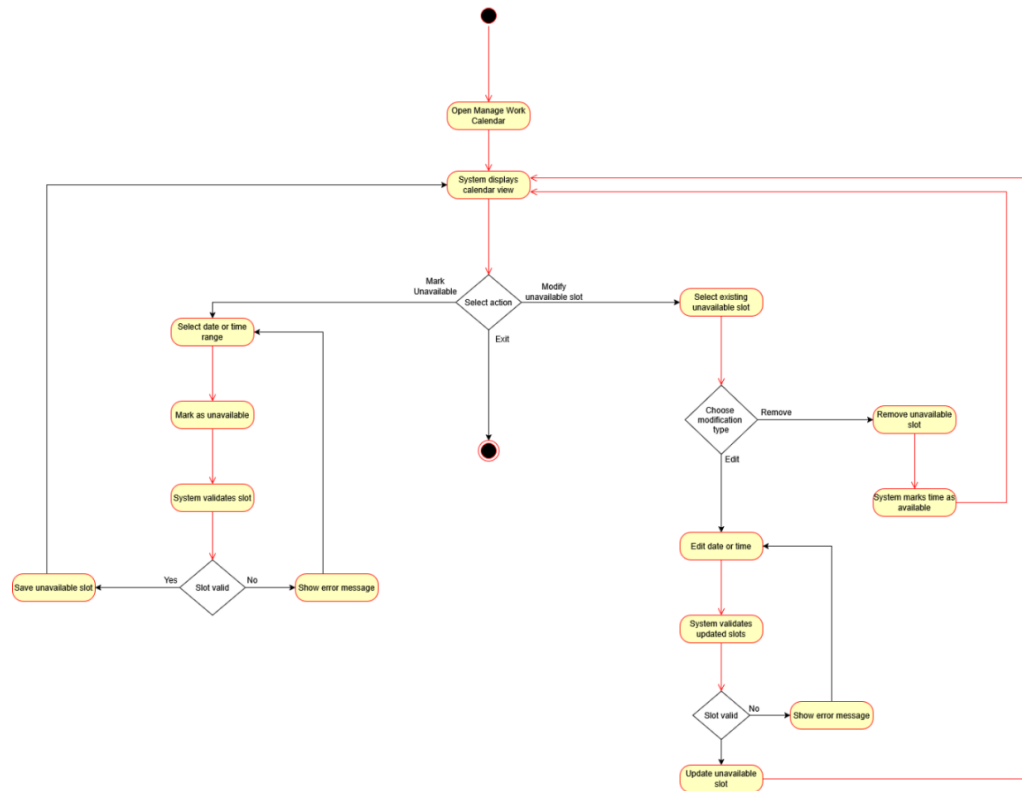 Open Manage Work
Calendar
System displays
calendar view
Mark
Unavailable
Select action
Modify
unavailable slot
Exit
Select existing
unavailable slot
Select date or time
range
Mark as unavailable
System validates slot
Slot valid
Yes
No
Save unavailable slot
Show error message
Choose
modification
type
Remove
Edit
Remove unavailable
slot
System marks time as
available
Edit date or time
System validates
updated slots
Slot valid
No
Show error message
Update unavailable
slot